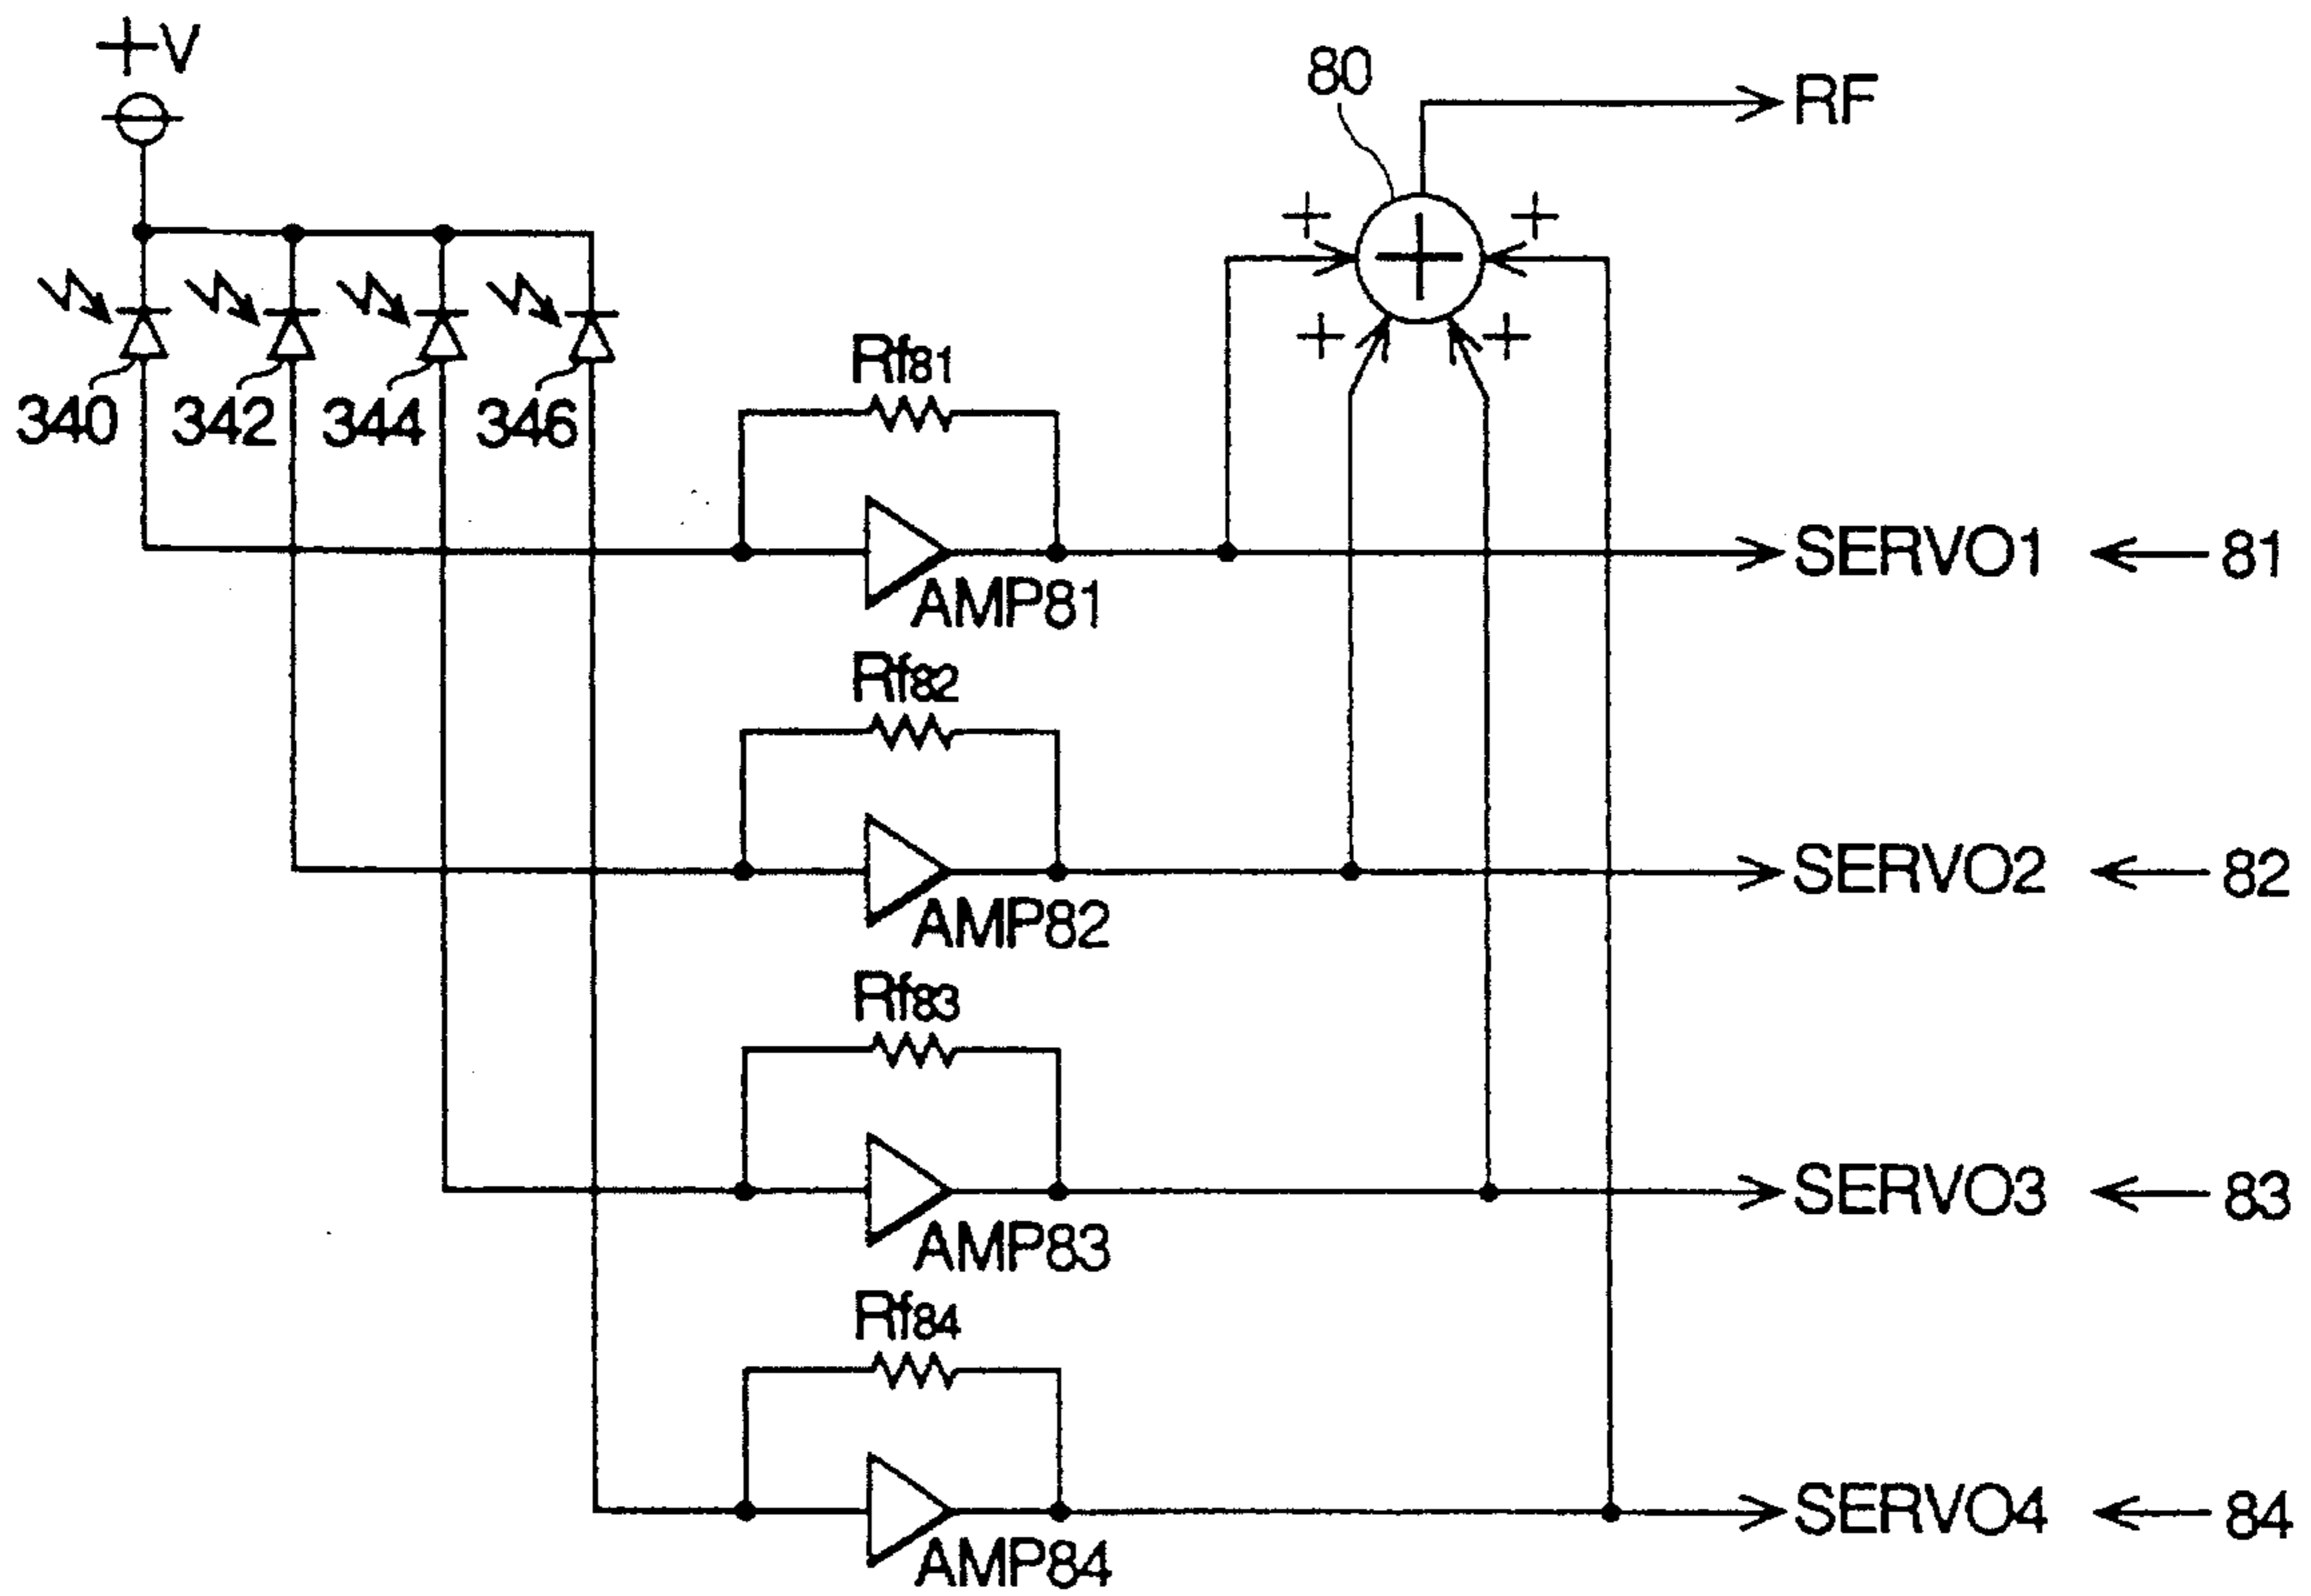 +V
80
RF
340 342 344 346
Rf81
SERVO1 81
AMP81
Rf82
SERVO2 82
AMP82
Rf83
SERVO3 83
AMP83
Rf84
SERVO4 84
AMP84